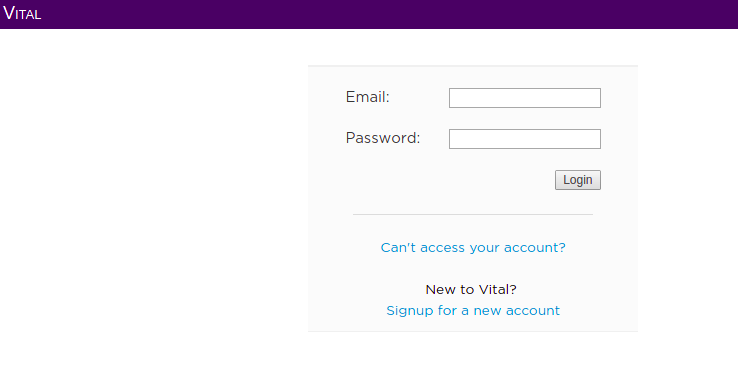 VITAL
Email:
Password:
Login
Can't access your account?
New to Vital?
Signup for a new account